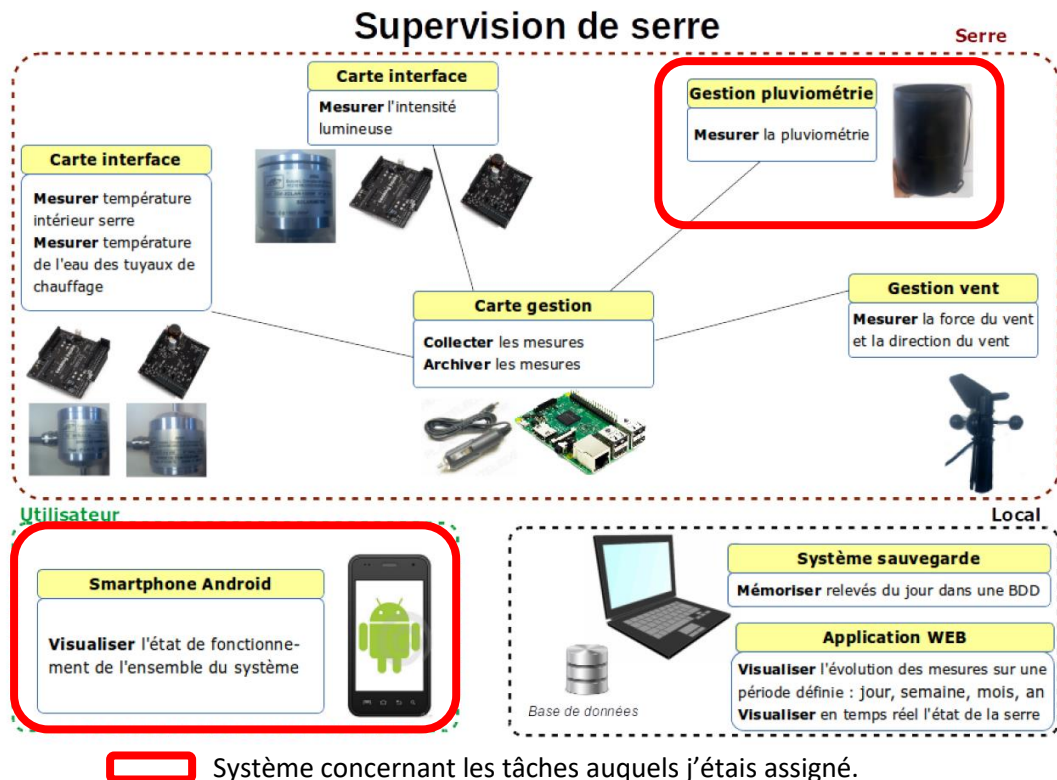 Supervision de serre
Serre
Carte interface
Mesurer l'intensité
lumineuse
Gestion pluviométrie
Mesurer la pluviométrie
Carte interface
Mesurer température
intérieur serre
Mesurer température
de l'eau des tuyaux de
chauffage
Carte gestion
Collecter les mesures
Archiver les mesures
Gestion vent
Mesurer la force du vent
et la direction du vent
Utilisateur
Smartphone Android
Visualiser l'état de fonctionne-
ment de l'ensemble du système
Local
Système sauvegarde
Mémoriser relevés du jour dans une BDD
Application WEB
Visualiser l'évolution des mesures sur une
période définie : jour, semaine, mois, an
Visualiser en temps réel l'état de la serre
Base de données
Système concernant les tâches auquels j'étais assigné.